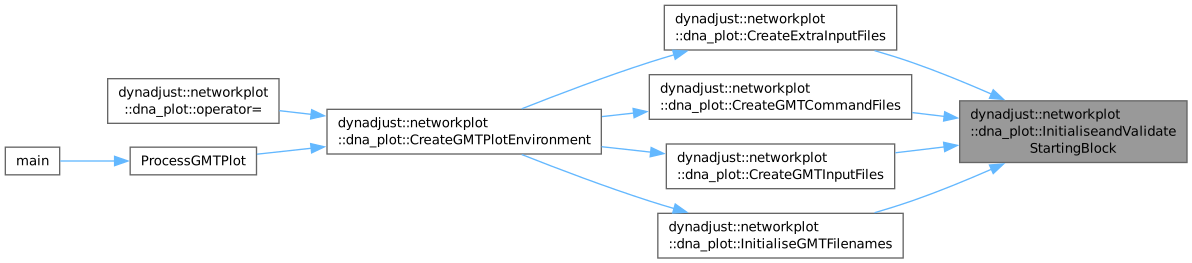 dynadjust::networkplot
::dna_plot::CreateExtraInputFiles
dynadjust::networkplot
::dna_plot::operator=
dynadjust::networkplot
::dna_plot::CreateGMTCommandFiles
dynadjust::networkplot
::dna_plot::InitialiseandValidate
StartingBlock
dynadjust::networkplot
::dna_plot::CreateGMTPlotEnvironment
main
ProcessGMTPlot
dynadjust::networkplot
::dna_plot::CreateGMTInputFiles
dynadjust::networkplot
::dna_plot::InitialiseGMTFilenames